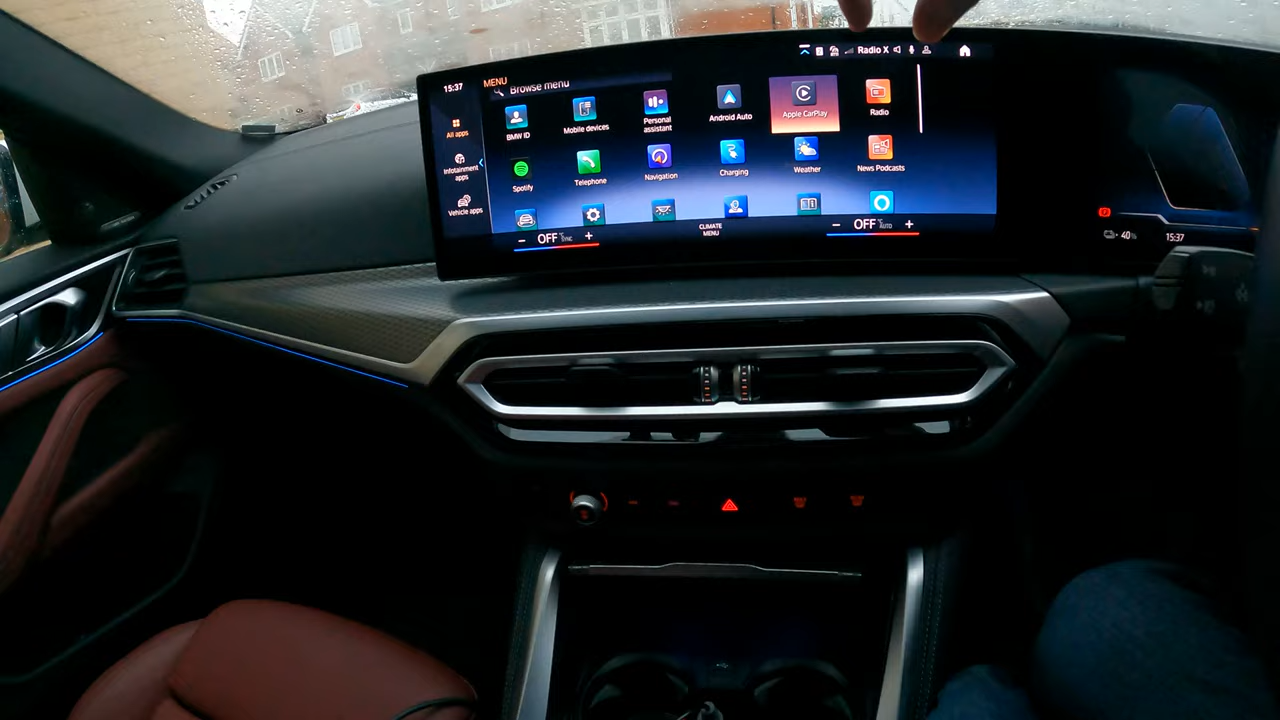 15:37
MENU
Browse menu
Radio X
All apps
Infotainment
apps
Vehicle apps
BMW ID
Mobile devices
Personal
assistant
Android Auto
Apple CarPlay
Radio
Spotify
Telephone
Navigation
Charging
Weather
News Podcasts
− OFF °C SYNC +
CLIMATE
MENU
− OFF °C AUTO +
40%
15:37